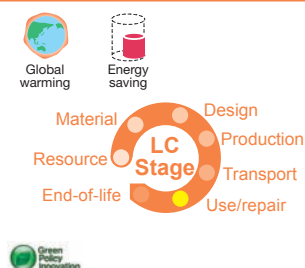 Global
warming
Energy
saving
Material
Resource
End-of-life
LC
Stage
Design
Production
Transport
Use/repair
Green
Policy
Innovation